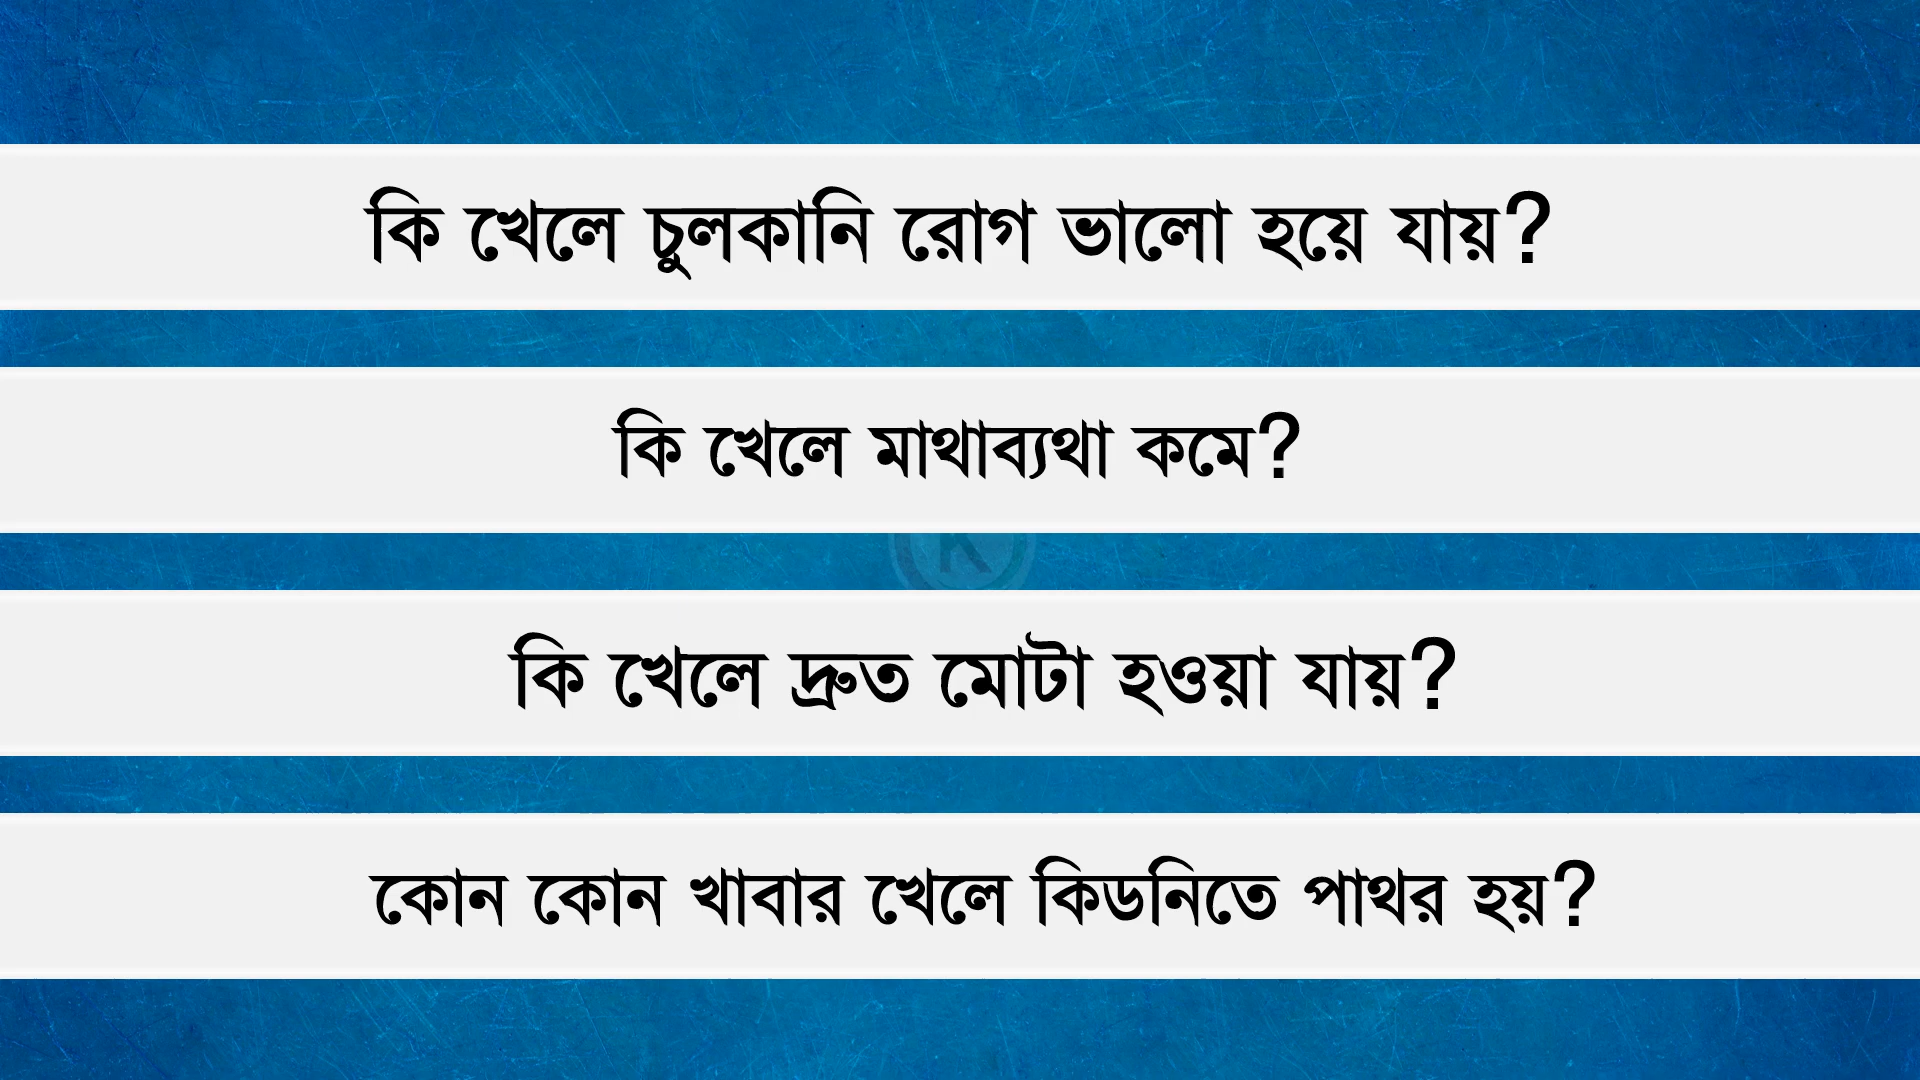 কি খেলে চুলকানি রোগ ভালো হয়ে যায়?
কি খেলে মাথাব্যথা কমে?
K
কি খেলে দ্রুত মোটা হওয়া যায়?
কোন কোন খাবার খেলে কিডনিতে পাথর হয়?